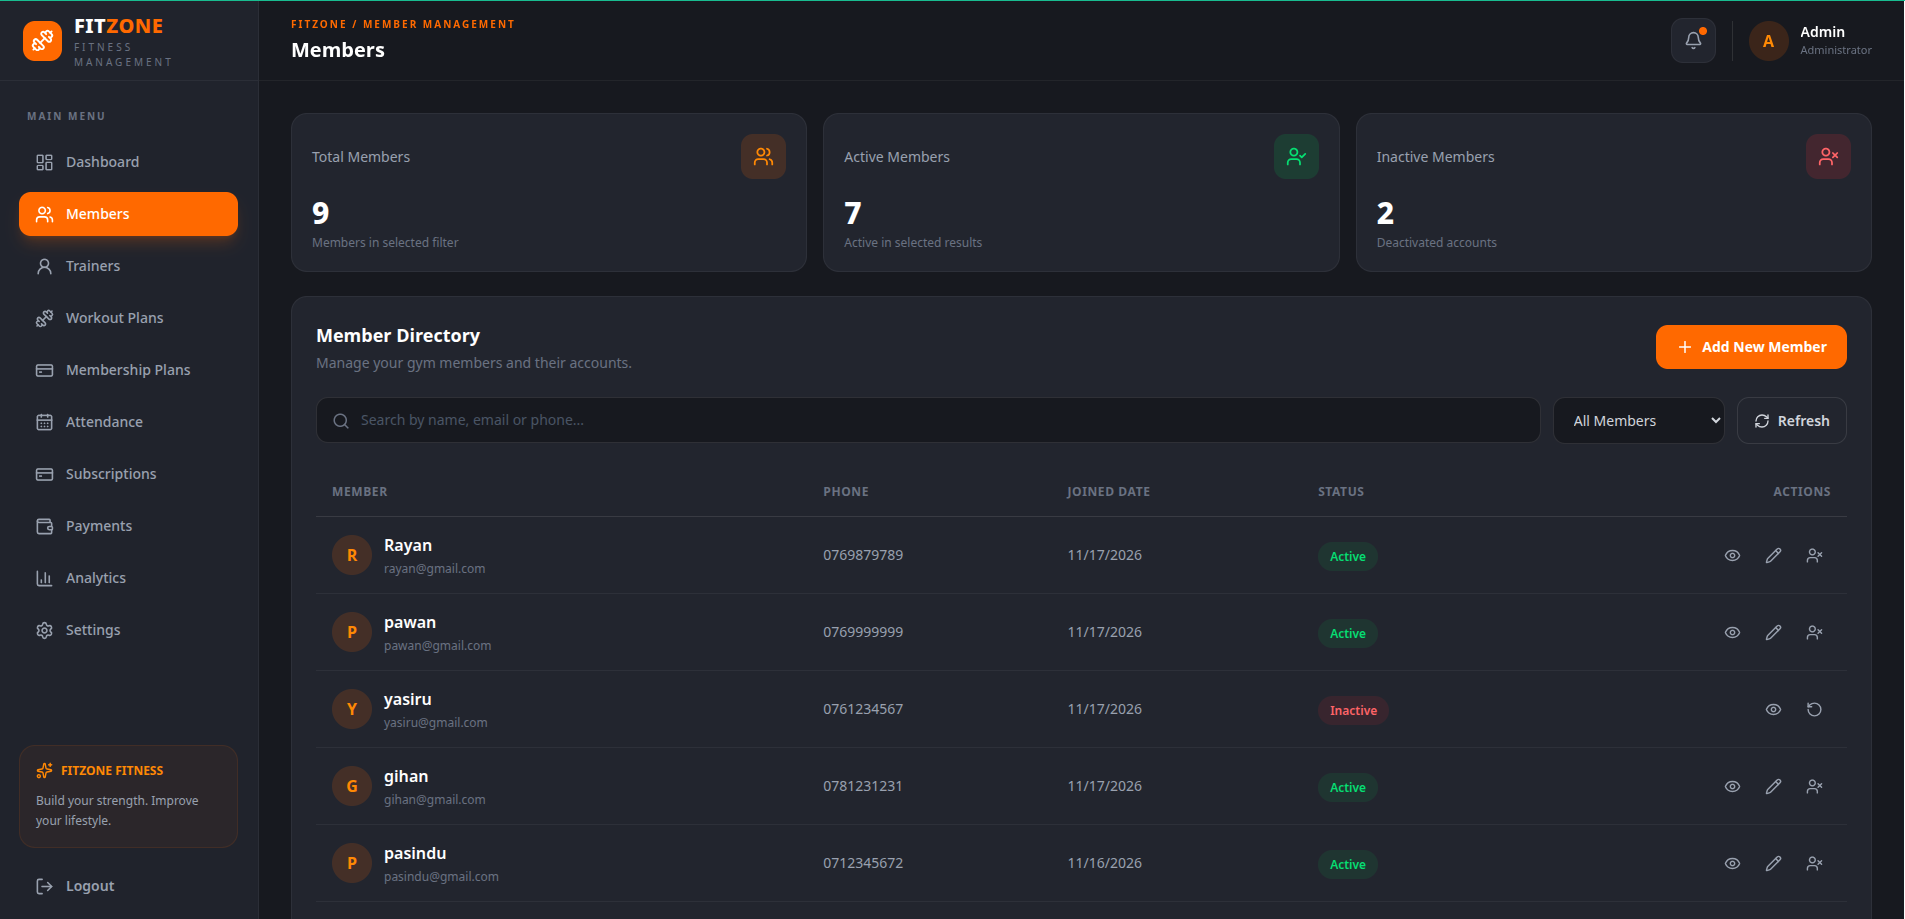 FITZONE
FITNESS
MANAGEMENT
MAIN MENU
Dashboard
Members
Trainers
Workout Plans
Membership Plans
Attendance
Subscriptions
Payments
Analytics
Settings
FITZONE FITNESS
Build your strength. Improve
your lifestyle.
Logout
FITZONE / MEMBER MANAGEMENT
Members
A
Admin
Administrator
Total Members
9
Members in selected filter
Active Members
7
Active in selected results
Inactive Members
2
Deactivated accounts
Member Directory
Manage your gym members and their accounts.
Add New Member
Search by name, email or phone...
All Members
Refresh
MEMBER PHONE JOINED DATE STATUS ACTIONS
R Rayan 0769879789 11/17/2026 Active
rayan@gmail.com
P pawan 0769999999 11/17/2026 Active
pawan@gmail.com
Y yasiru 0761234567 11/17/2026 Inactive
yasiru@gmail.com
G gihan 0781231231 11/17/2026 Active
gihan@gmail.com
P pasindu 0712345672 11/16/2026 Active
pasindu@gmail.com